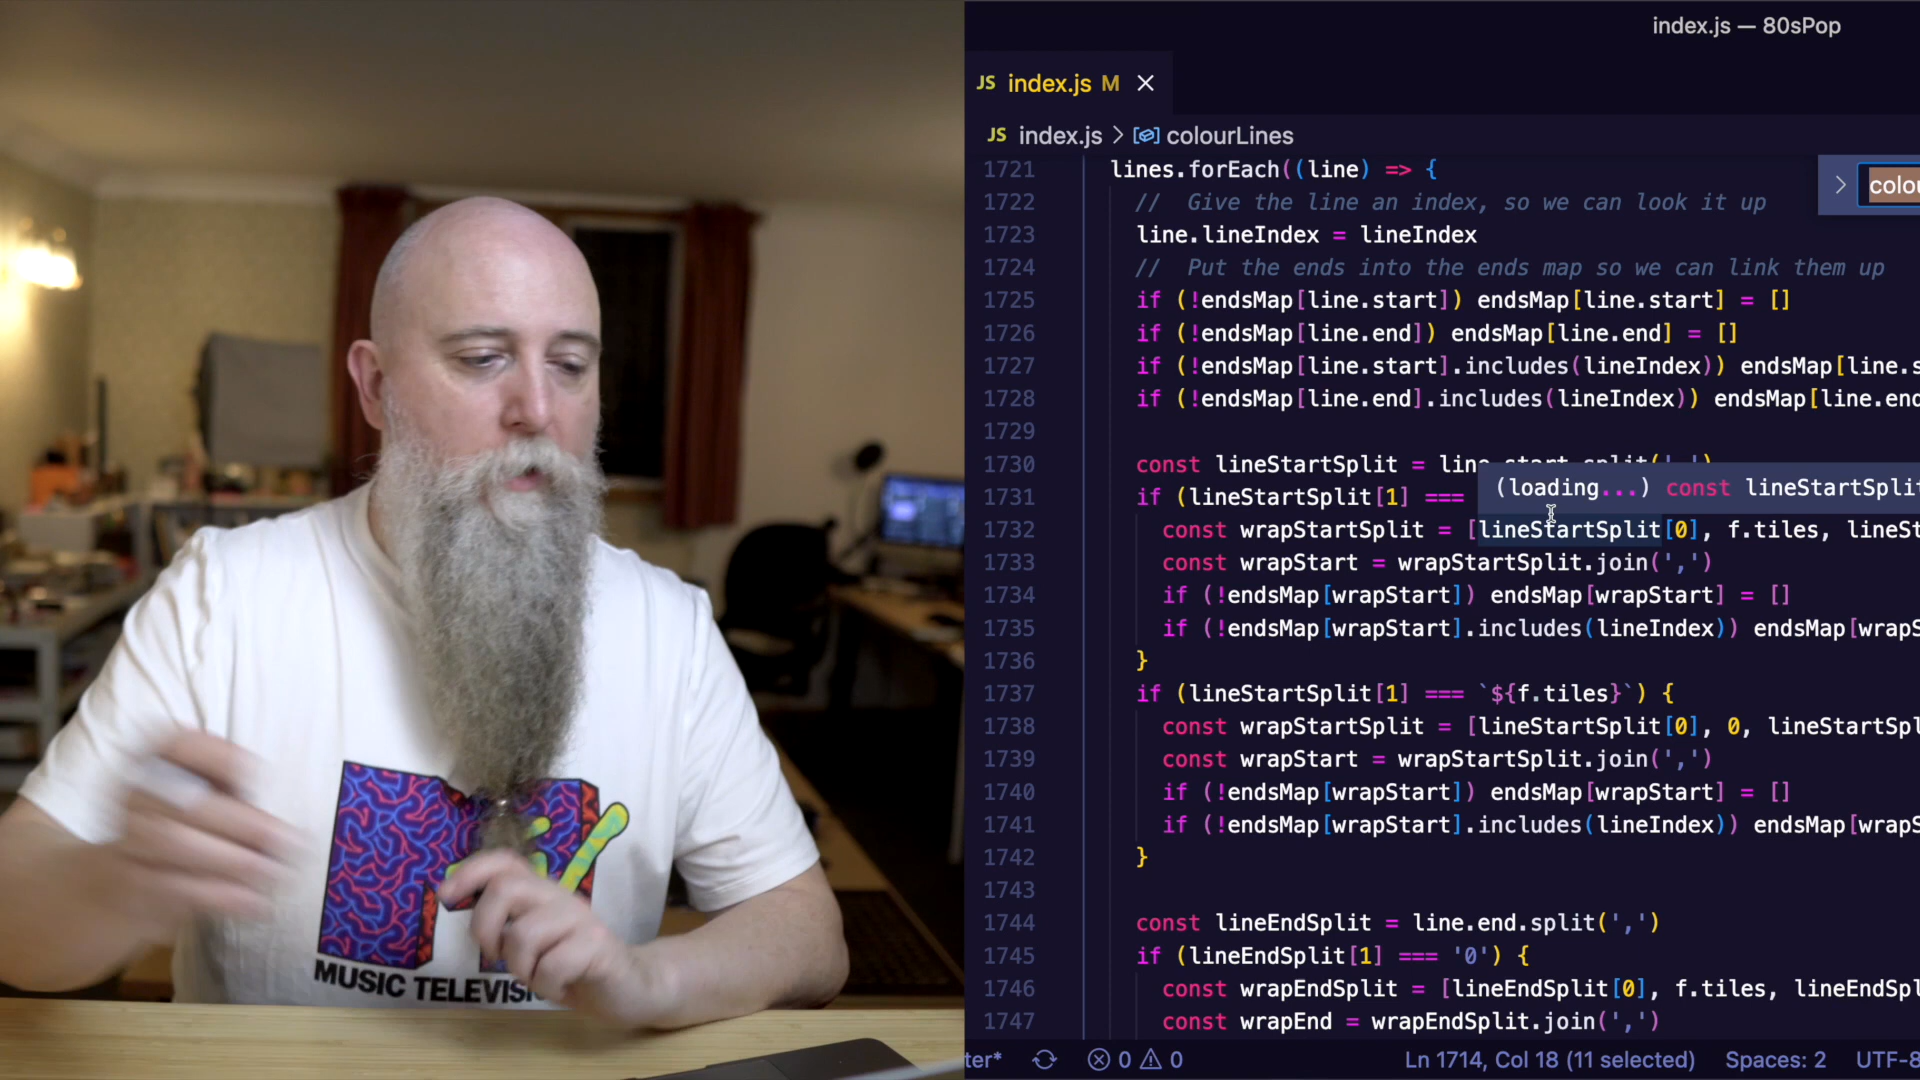 MUSIC TELEVISI
index.js — 80sPop
JS index.js M
JS index.js > colourLines
1721 lines.forEach((line) => {
colou
1722 // Give the line an index, so we can look it up
1723 line.lineIndex = lineIndex
1724 // Put the ends into the ends map so we can link them up
1725 if (!endsMap[line.start]) endsMap[line.start] = []
1726 if (!endsMap[line.end]) endsMap[line.end] = []
1727 if (!endsMap[line.start].includes(lineIndex)) endsMap[line.s
1728 if (!endsMap[line.end].includes(lineIndex)) endsMap[line.end
1729
1730 const lineStartSplit = line.start.split(',')
(loading...) const lineStartSplit
1731 if (lineStartSplit[1] ===
1732 const wrapStartSplit = [lineStartSplit[0], f.tiles, lineSt
1733 const wrapStart = wrapStartSplit.join(',')
1734 if (!endsMap[wrapStart]) endsMap[wrapStart] = []
1735 if (!endsMap[wrapStart].includes(lineIndex)) endsMap[wrapS
1736 }
1737 if (lineStartSplit[1] === `${f.tiles}`) {
1738 const wrapStartSplit = [lineStartSplit[0], 0, lineStartSpl
1739 const wrapStart = wrapStartSplit.join(',')
1740 if (!endsMap[wrapStart]) endsMap[wrapStart] = []
1741 if (!endsMap[wrapStart].includes(lineIndex)) endsMap[wrapS
1742 }
1743
1744 const lineEndSplit = line.end.split(',')
1745 if (lineEndSplit[1] === '0') {
1746 const wrapEndSplit = [lineEndSplit[0], f.tiles, lineEndSpl
1747 const wrapEnd = wrapEndSplit.join(',')
ter* 0 0 Ln 1714, Col 18 (11 selected) Spaces: 2 UTF-8